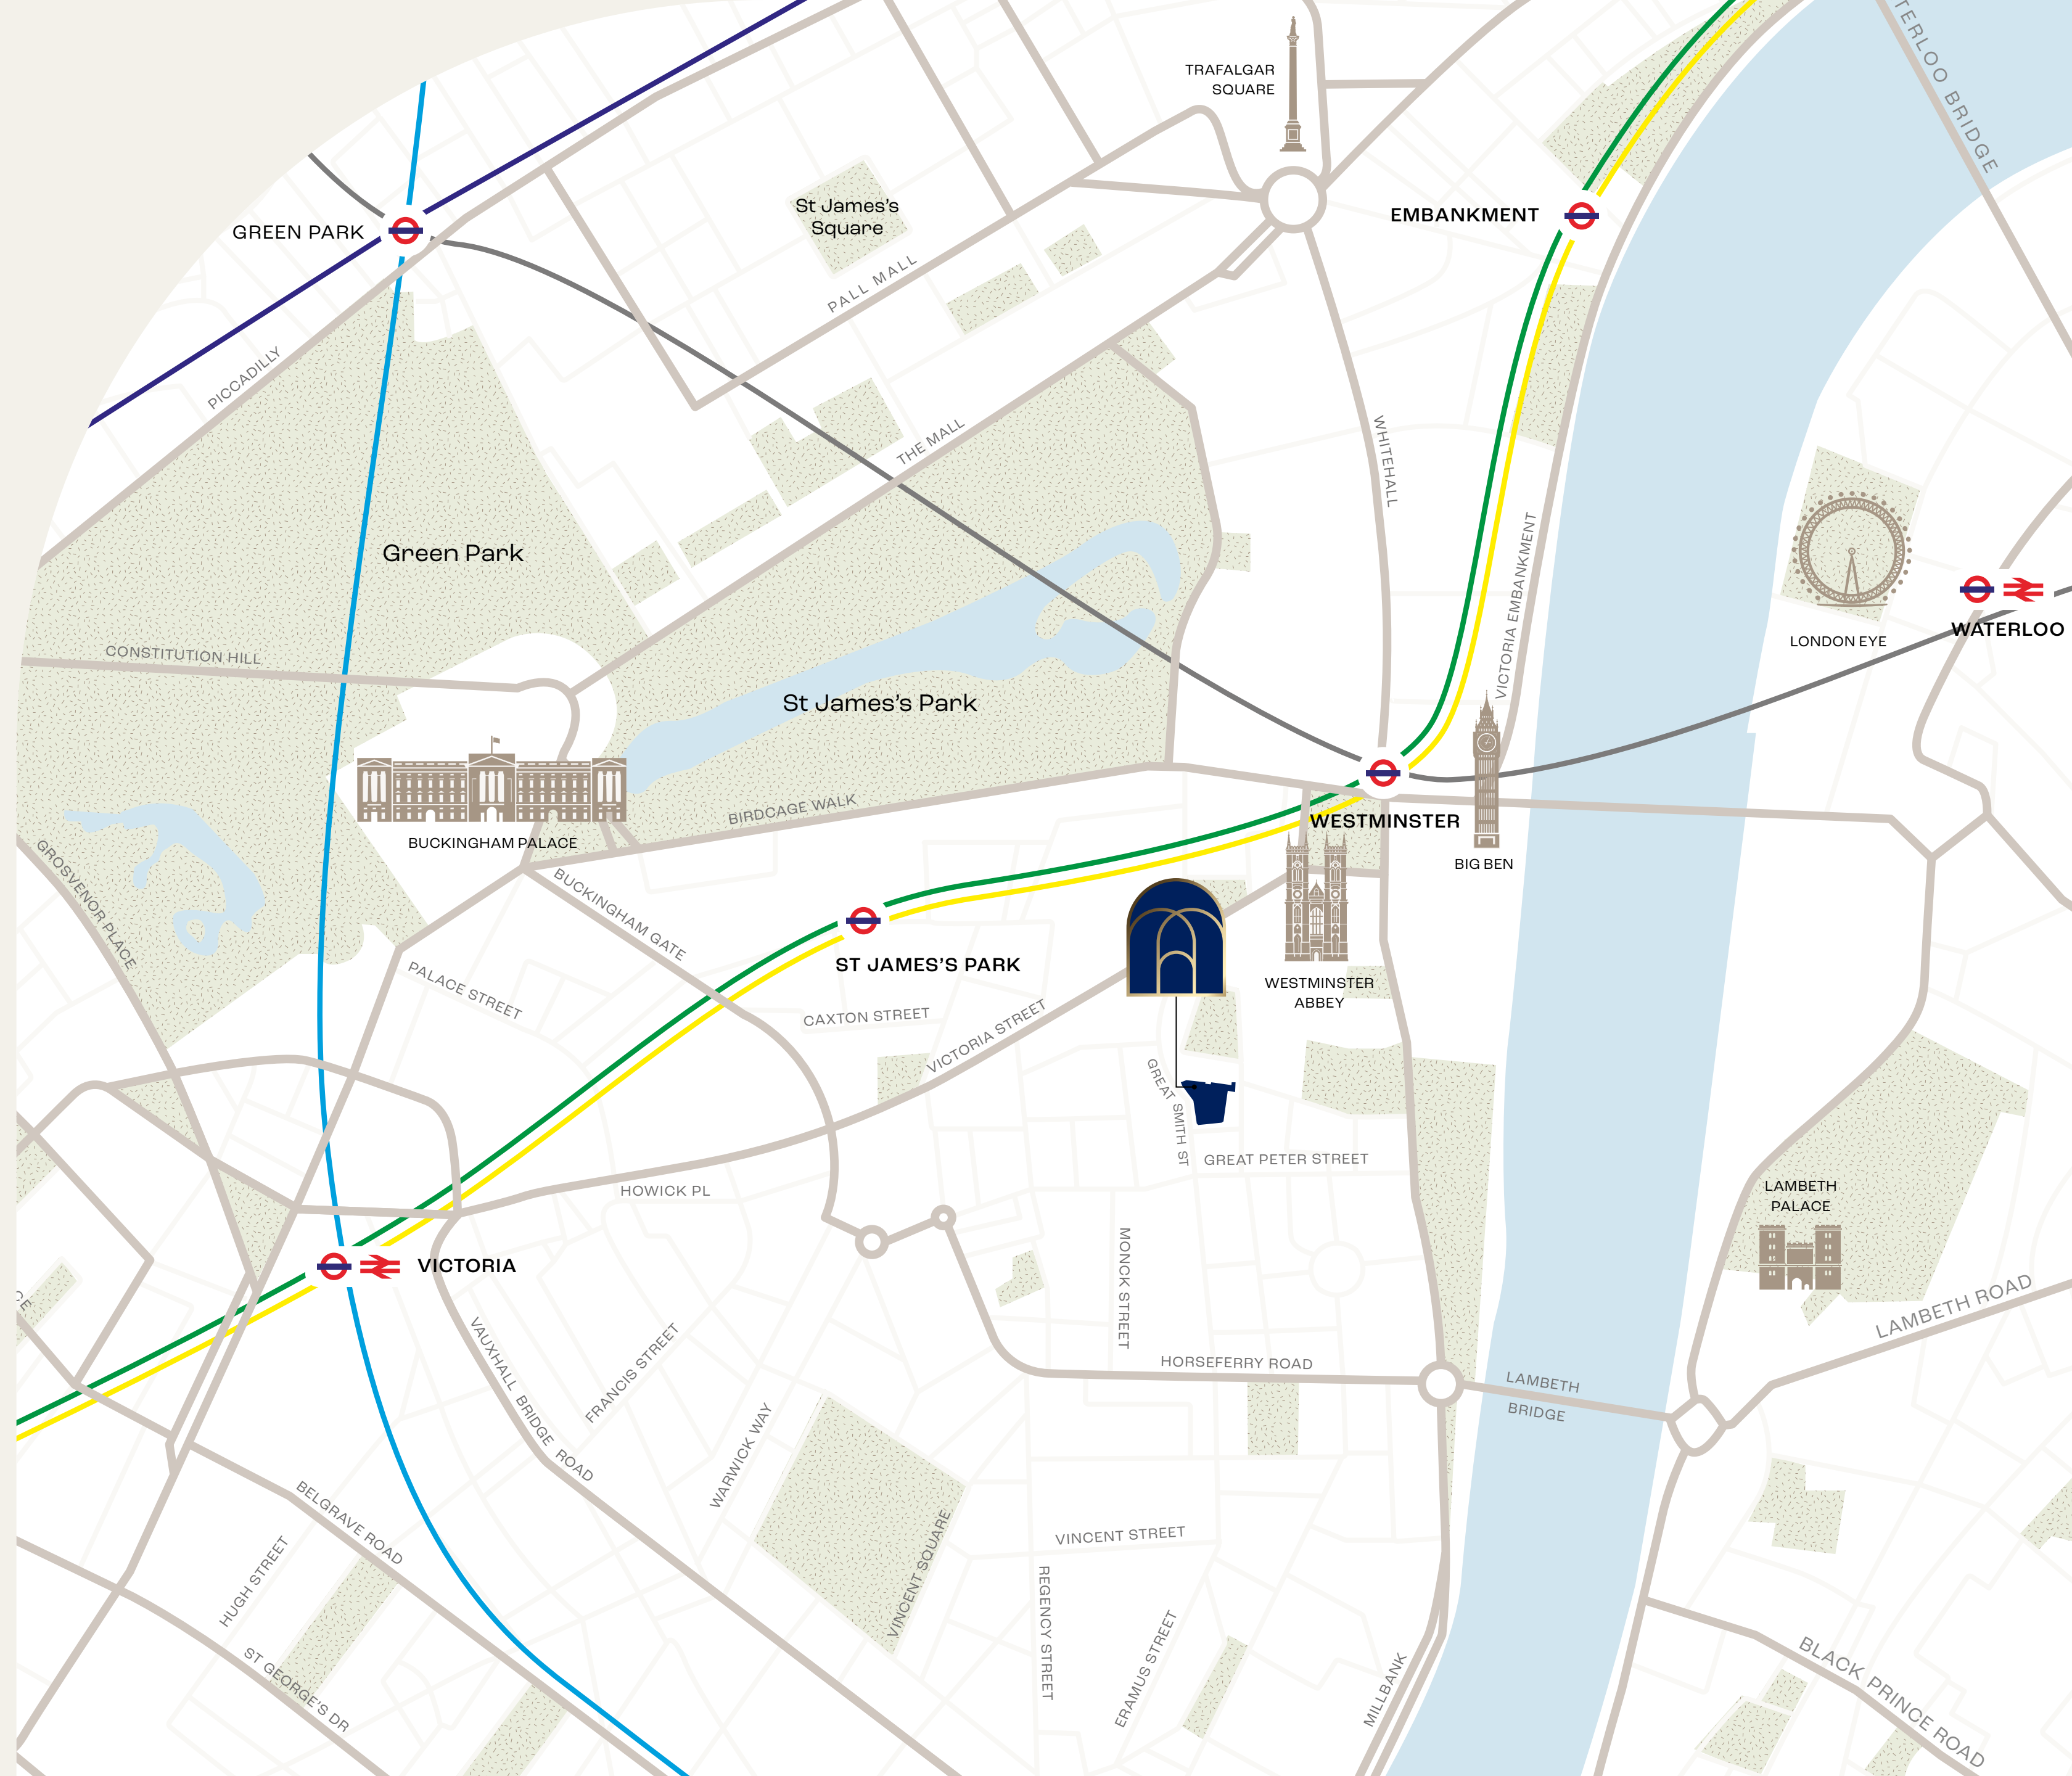 TERLOO BRIDGE
TRAFALGAR
SQUARE
EMBANKMENT
GREEN PARK
St James's
Square
PALL MALL
PICCADILLY
THE MALL
WHITEHALL
Green Park
VICTORIA EMBANKMENT
LONDON EYE
WATERLOO
CONSTITUTION HILL
St James's Park
BIRDCAGE WALK
WESTMINSTER
BUCKINGHAM PALACE
BIG BEN
GROSVENOR PLACE
BUCKINGHAM GATE
ST JAMES'S PARK
PALACE STREET
WESTMINSTER
ABBEY
CAXTON STREET
VICTORIA STREET
GREAT SMITH ST
GREAT PETER STREET
HOWICK PL
LAMBETH
PALACE
VICTORIA
MONCK STREET
LAMBETH ROAD
CE
VAUXHALL BRIDGE ROAD
FRANCIS STREET
HORSEFERRY ROAD
LAMBETH
BRIDGE
WARWICK WAY
BELGRAVE ROAD
VINCENT STREET
VINCENT SQUARE
HUGH STREET
REGENCY STREET
ERAMUS STREET
MILLBANK
ST GEORGE'S DR
BLACK PRINCE ROAD